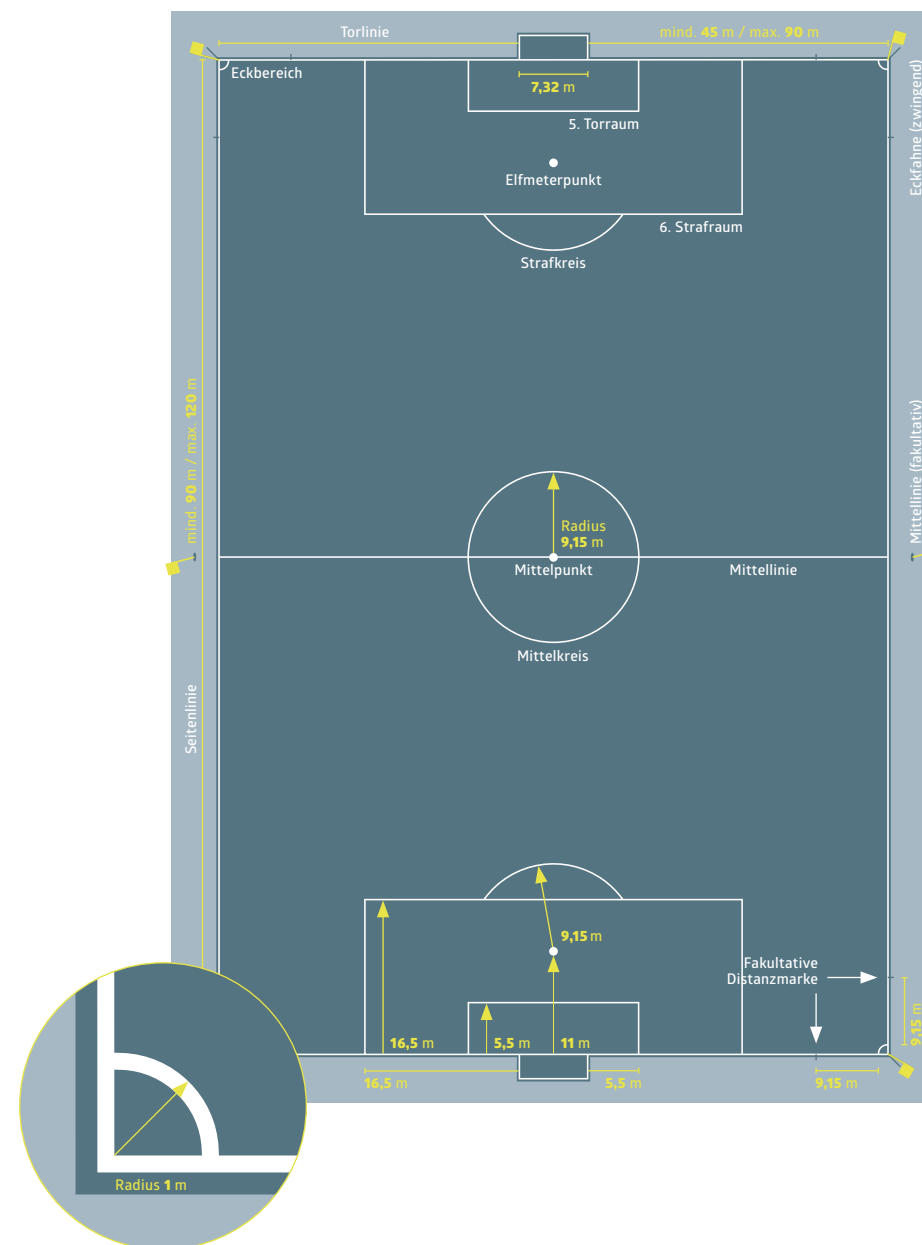 Torlinie
mind. 45 m / max. 90 m
Eckbereich
7,32 m
5. Torraum
Elfmeterpunkt
6. Strafraum
Strafkreis
Eckfahne (zwingend)
mind. 90 m / max. 120 m
Mittellinie (fakultativ)
Radius
9,15 m
Mittelpunkt
Mittellinie
Mittelkreis
Seitenlinie
9,15 m
Fakultative
Distanzmarke
9,15 m
16,5 m
5,5 m
11 m
16,5 m
5,5 m
9,15 m
Radius 1 m